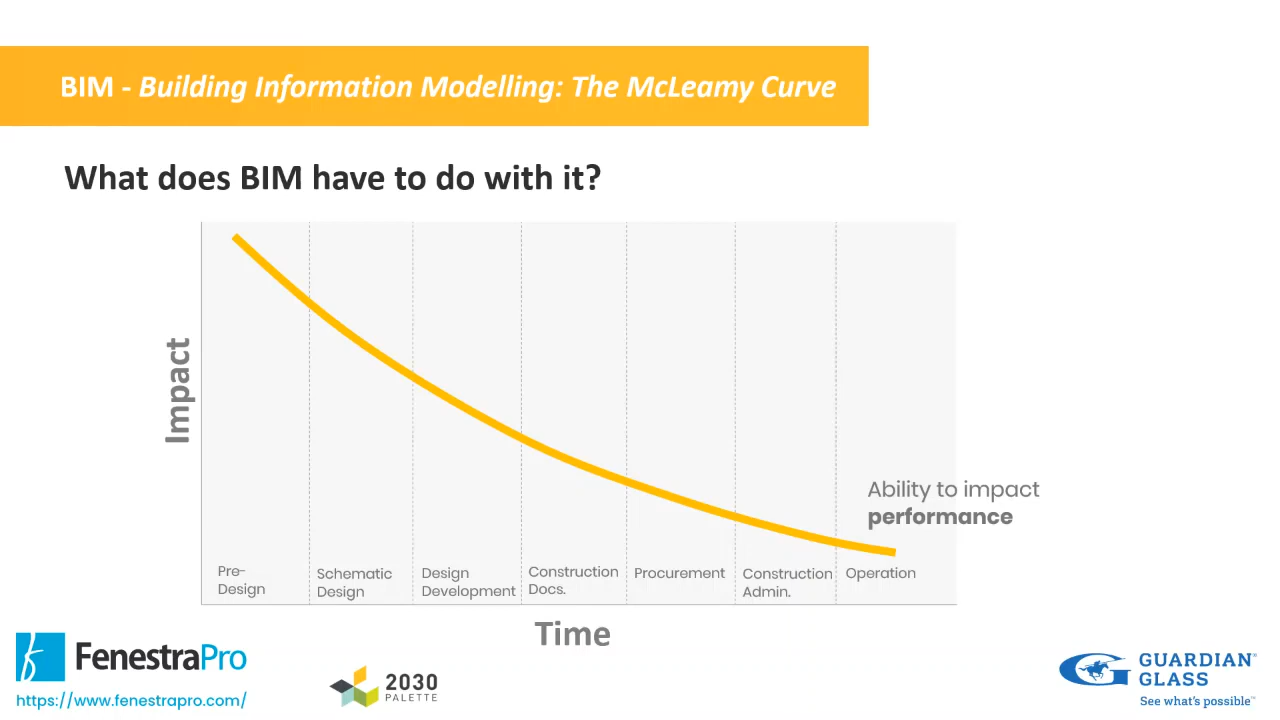 BIM - Building Information Modelling: The McLeamy Curve
What does BIM have to do with it?
Impact
Ability to impact
performance
Pre-
Design
Schematic
Design
Design
Development
Construction
Docs.
Procurement
Construction
Admin.
Operation
Time
FenestraPro
https://www.fenestrapro.com/
2030
PALETTE
GUARDIAN®
GLASS
See what's possible™